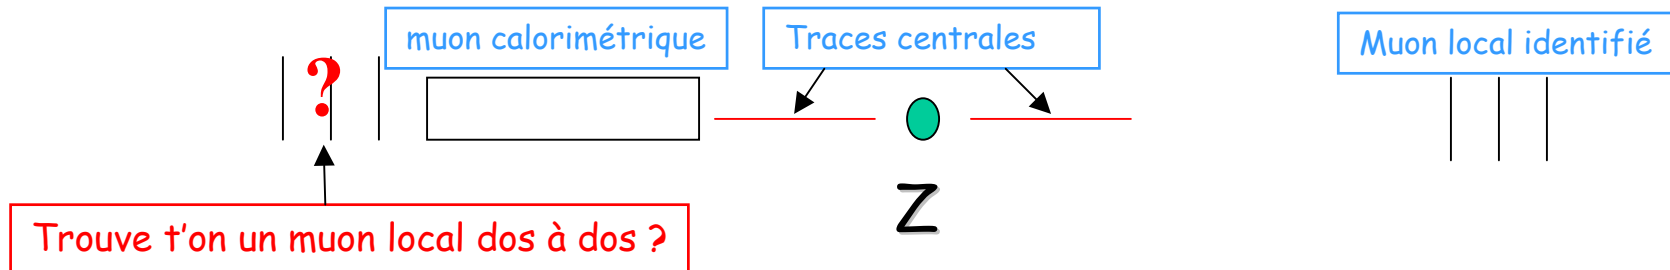 muon calorimétrique
Traces centrales
Muon local identifié
?
Z
Trouve t'on un muon local dos à dos ?